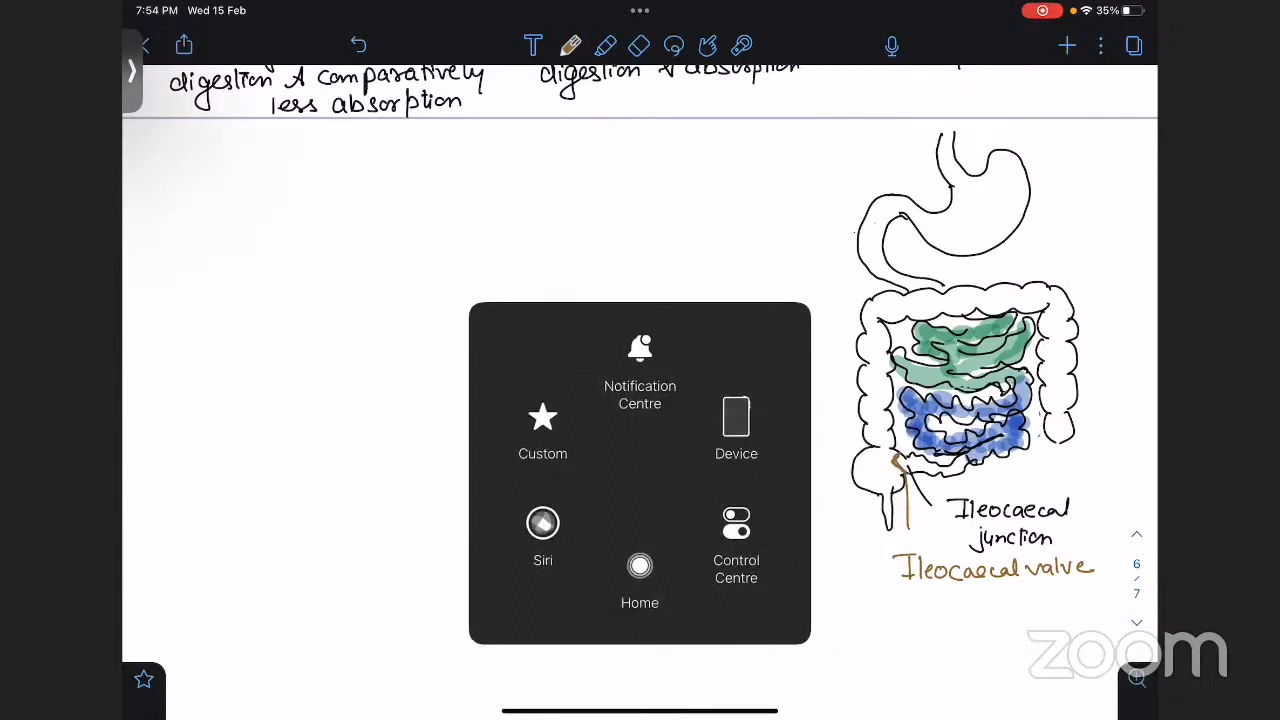 7:54 PM Wed 15 Feb
35%
digestion & comparatively
less absorption
digestion & absorption
Notification
Centre
Custom
Device
Siri
Control
Centre
Home
Ileocaecal
junction
Ileocaecal valve
6
/
7
zoom